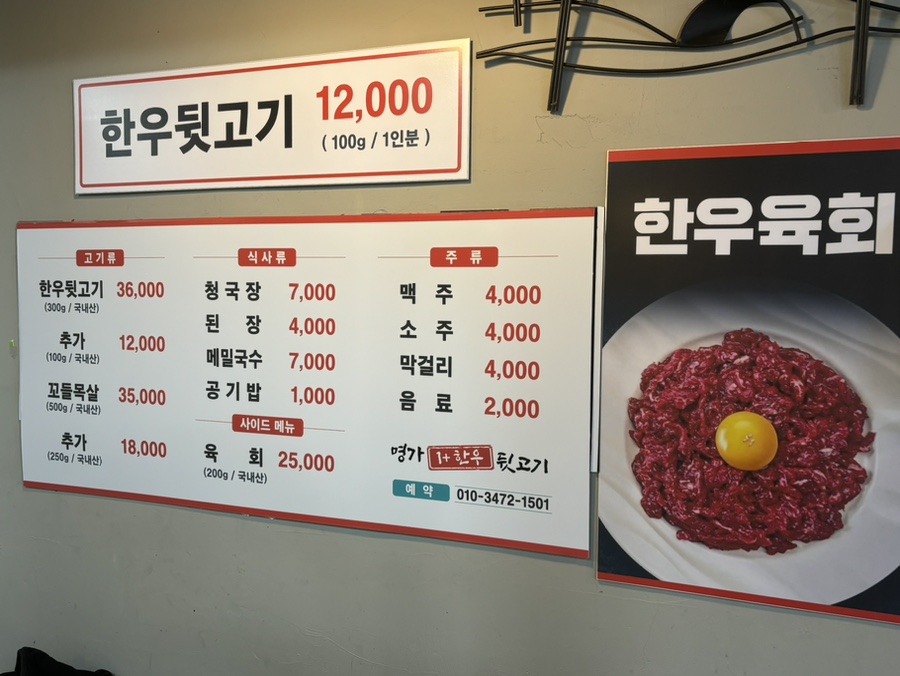 한우뒷고기
12,000
( 100g / 1인분 )
고기류
한우뒷고기 36,000
(300g / 국내산)
추가 12,000
(100g / 국내산)
꼬들목살 35,000
(500g / 국내산)
추가 18,000
(250g / 국내산)
식사류
청국장 7,000
된 장 4,000
메밀국수 7,000
공기밥 1,000
사이드 메뉴
육 회 25,000
(200g / 국내산)
주 류
맥 주 4,000
소 주 4,000
막걸리 4,000
음 료 2,000
명가 1+한우 뒷고기
예 약 010-3472-1501
한우육회